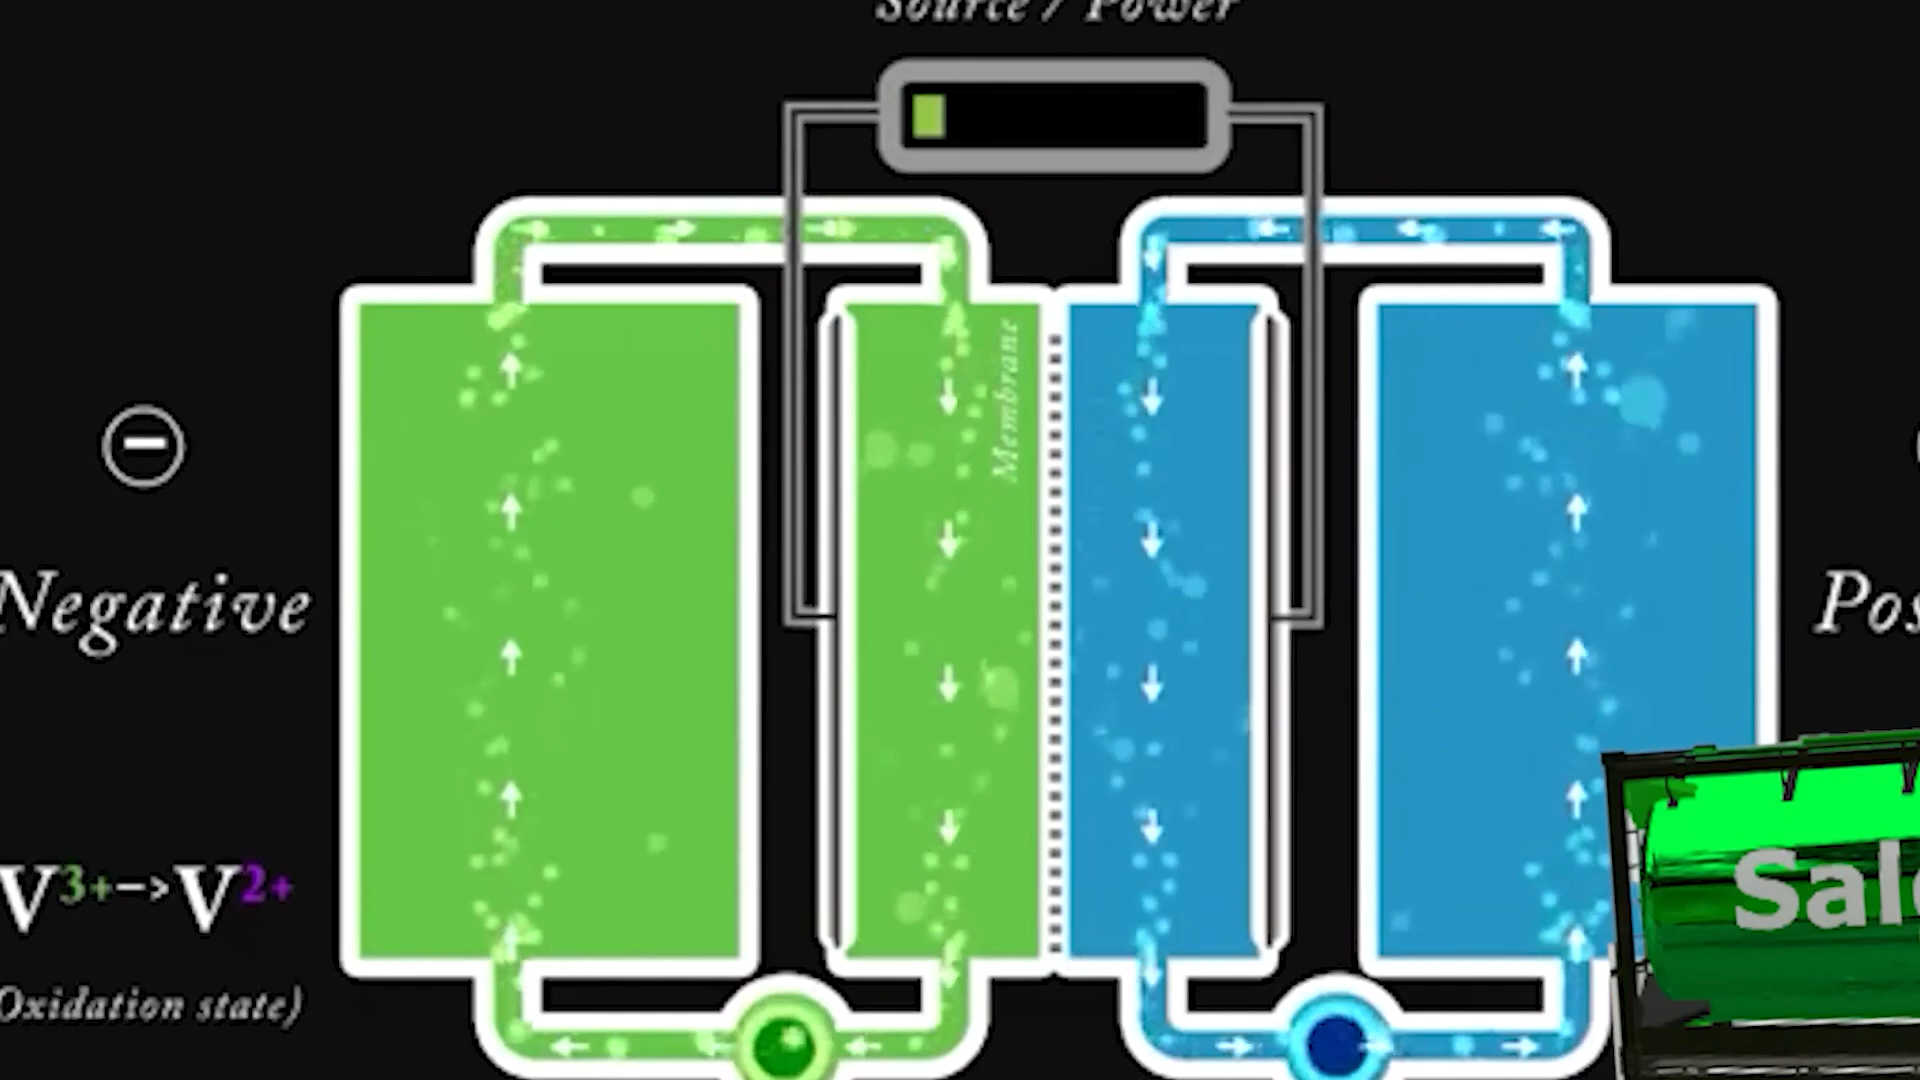 Source / Power
Membrane
Negative
Pos
V3+–>V2+
Oxidation state)
Sal